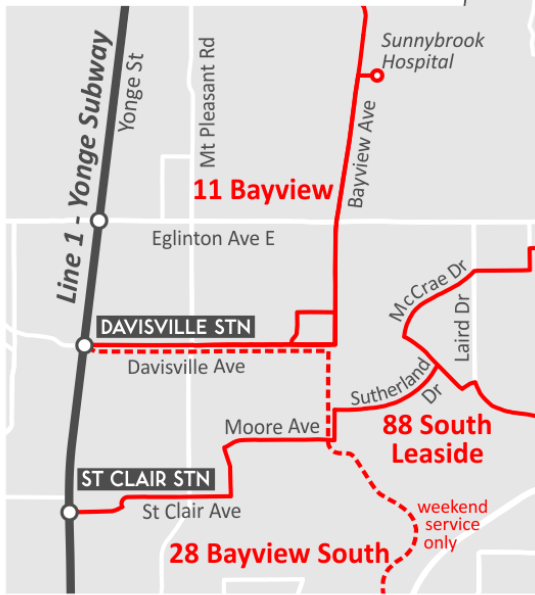 Sunnybrook
Hospital
Line 1 - Yonge Subway
Yonge St
Mt Pleasant Rd
Bayview Ave
11 Bayview
Eglinton Ave E
McCrae Dr
Laird Dr
DAVISVILLE STN
Davisville Ave
Sutherland
Dr
Moore Ave
88 South
Leaside
ST CLAIR STN
St Clair Ave
weekend
service
only
28 Bayview South